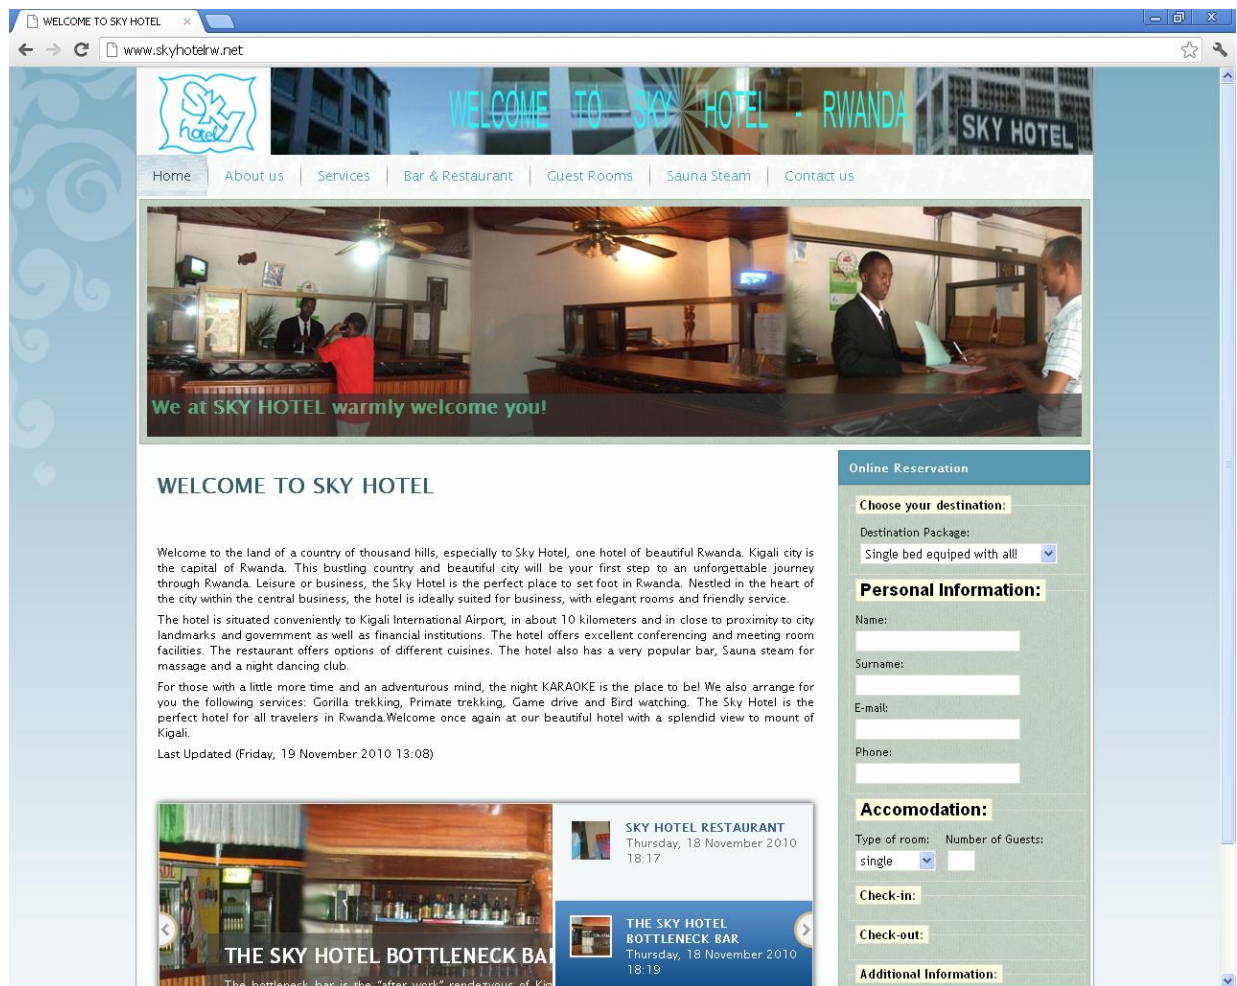 WELCOME TO SKY HOTEL
www.skyhotelrw.net
Sky
hotel
WELCOME TO SKY HOTEL - RWANDA
SKY HOTEL
Home
About us
Services
Bar & Restaurant
Guest Rooms
Sauna Steam
Contact us
We at SKY HOTEL warmly welcome you!
WELCOME TO SKY HOTEL
Welcome to the land of a country of thousand hills, especially to Sky Hotel, one hotel of beautiful Rwanda. Kigali city is
the capital of Rwanda. This bustling country and beautiful city will be your first step to an unforgettable journey
through Rwanda. Leisure or business, the Sky Hotel is the perfect place to set foot in Rwanda. Nestled in the heart of
the city within the central business, the hotel is ideally suited for business, with elegant rooms and friendly service.
The hotel is situated conveniently to Kigali International Airport, in about 10 kilometers and in close to proximity to city
landmarks and government as well as financial institutions. The hotel offers excellent conferencing and meeting room
facilities. The restaurant offers options of different cuisines. The hotel also has a very popular bar, Sauna steam for
massage and a night dancing club.
For those with a little more time and an adventurous mind, the night KARAOKE is the place to be! We also arrange for
you the following services: Gorilla trekking, Primate trekking, Game drive and Bird watching. The Sky Hotel is the
perfect hotel for all travelers in Rwanda.Welcome once again at our beautiful hotel with a splendid view to mount of
Kigali.
Last Updated (Friday, 19 November 2010 13:08)
THE SKY HOTEL BOTTLENECK BAR
The bottleneck bar is the "after work" rendezvous of Kig
SKY HOTEL RESTAURANT
Thursday, 18 November 2010
18:17
THE SKY HOTEL
BOTTLENECK BAR
Thursday, 18 November 2010
18:19
Online Reservation
Choose your destination:
Destination Package:
Single bed equiped with all!
Personal Information:
Name:
Surname:
E-mail:
Phone:
Accomodation:
Type of room: Number of Guests:
single
Check-in:
Check-out:
Additional Information: